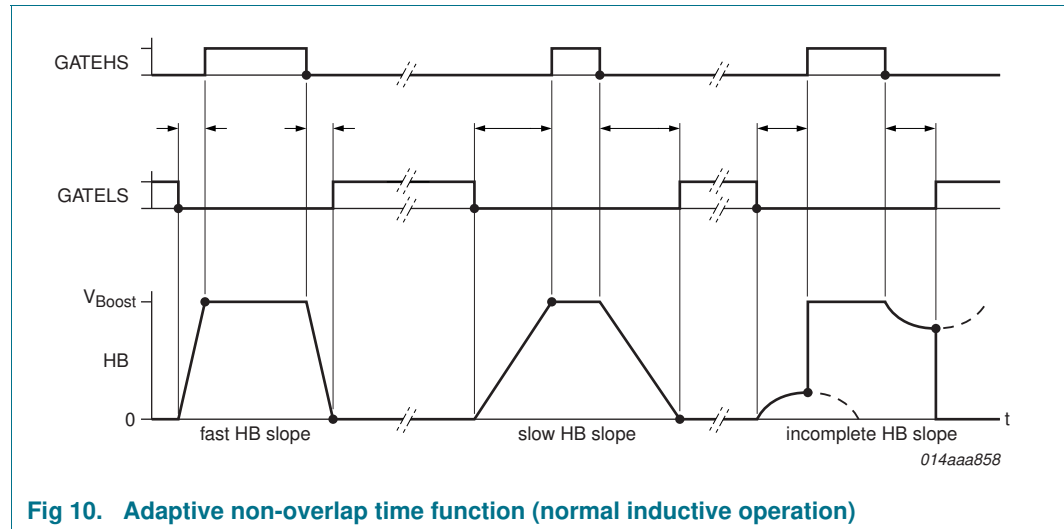 GATEHS
GATELS
VBoost
HB
0
t
fast HB slope
slow HB slope
incomplete HB slope
014aaa858
Fig 10. Adaptive non-overlap time function (normal inductive operation)